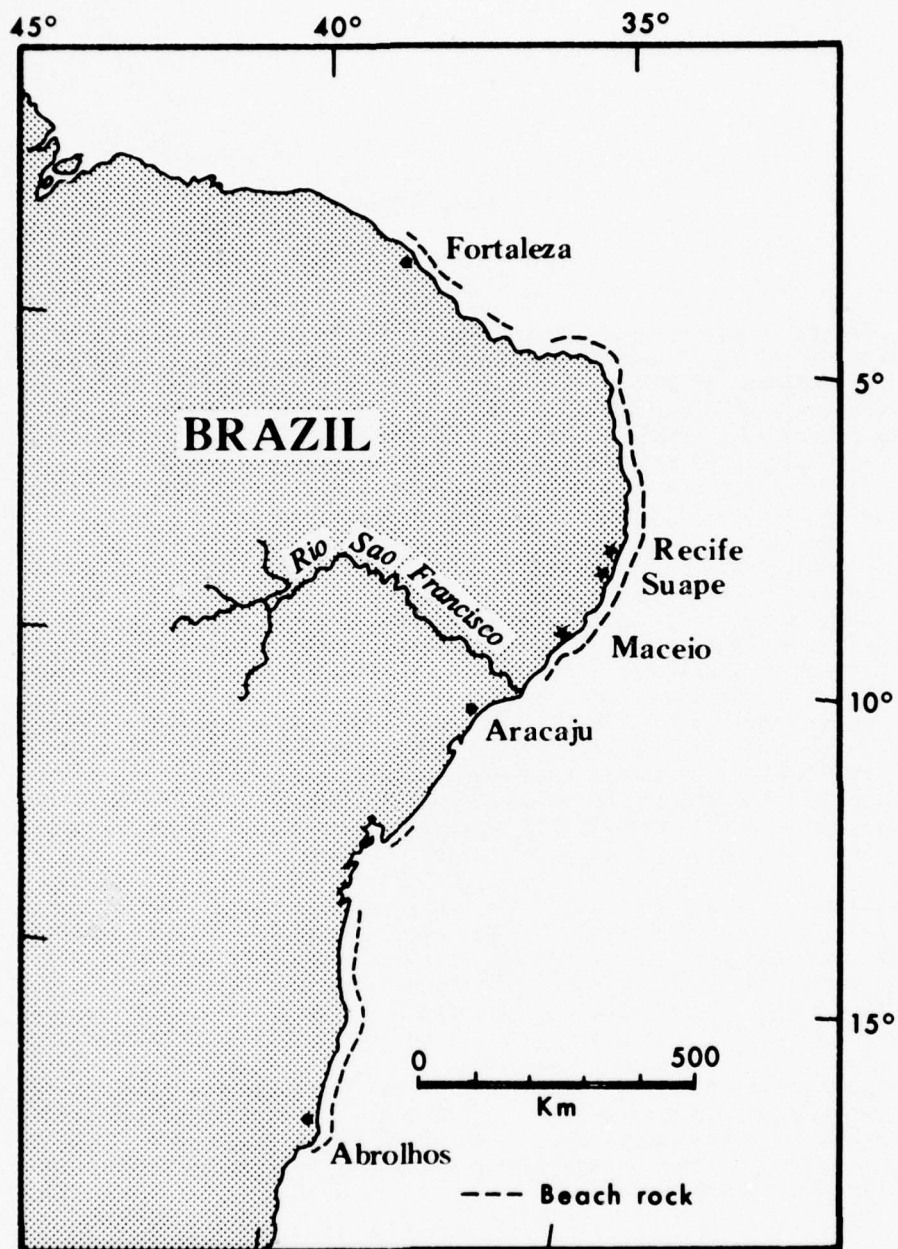 45° 40° 35°
Fortaleza
5°
BRAZIL
Rio Sao Francisco
Recife
Suape
Maceio
10°
Aracaju
15°
0 500
Km
Abrolhos
---- Beach rock